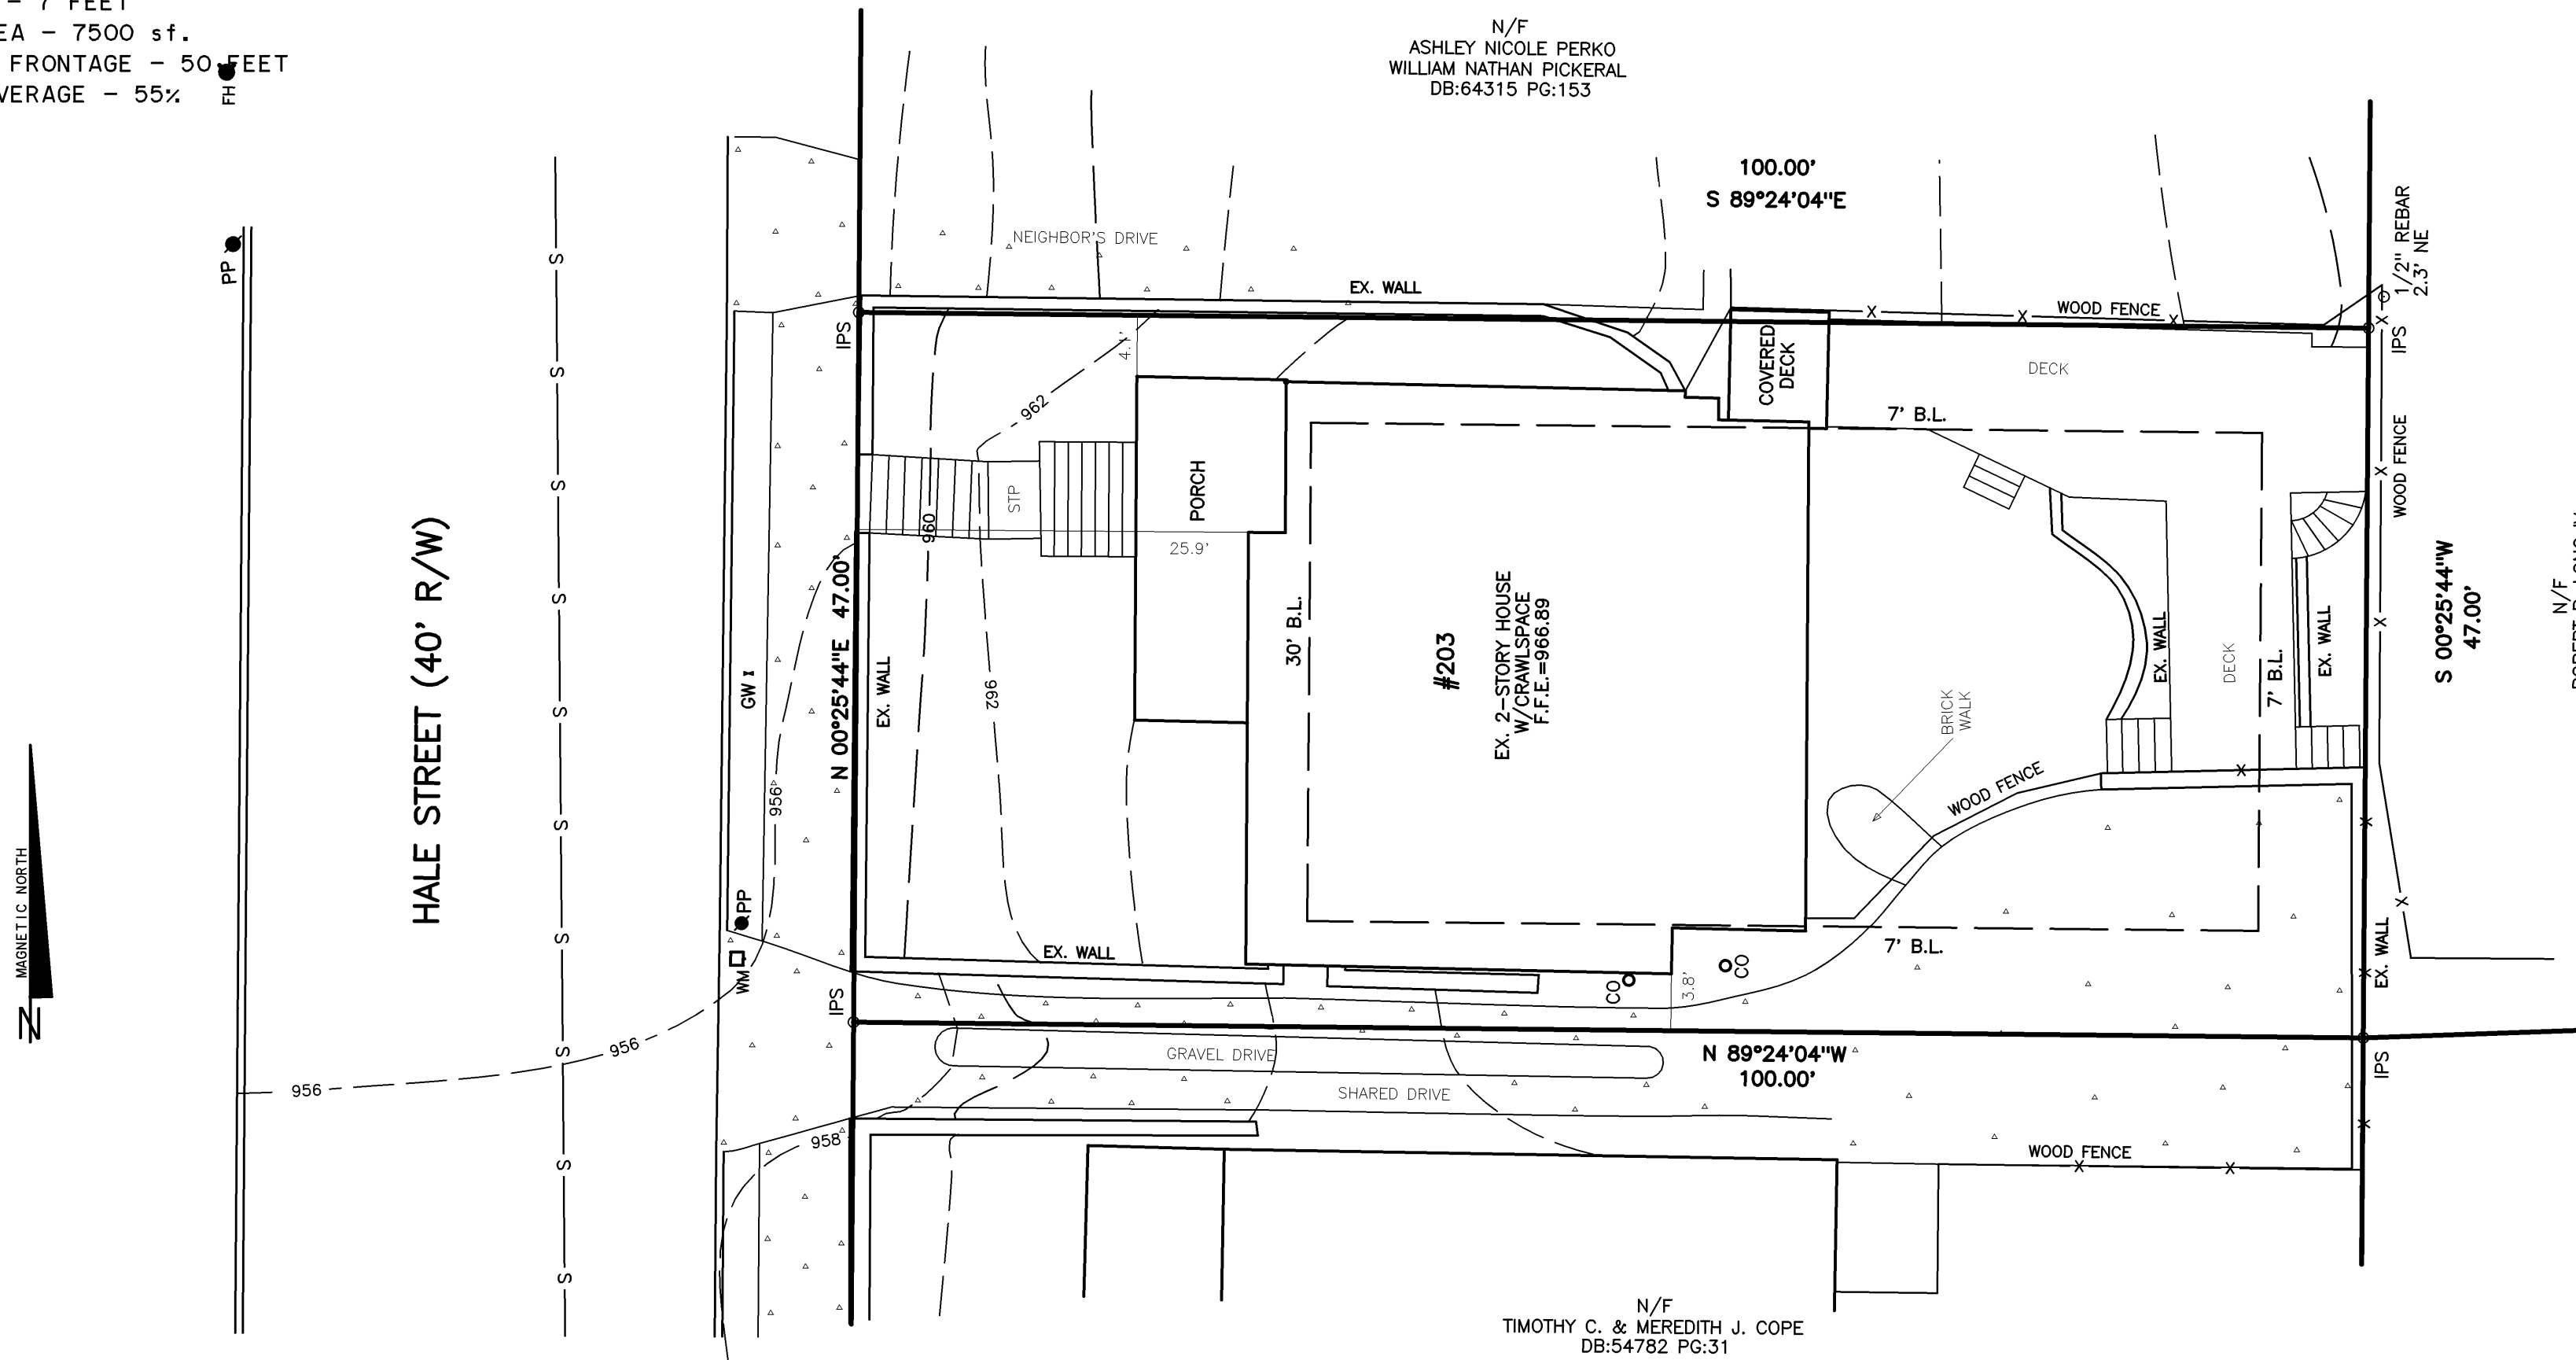 - 7 FEET
EA - 7500 sf.
FRONTAGE - 50 FEET
VERAGE - 55%
FH
N/F
ASHLEY NICOLE PERKO
WILLIAM NATHAN PICKERAL
DB:64315 PG:153
100.00'
S 89°24'04"E
1/2" REBAR
2.3' NE
PP
NEIGHBOR'S DRIVE
EX. WALL
WOOD FENCE
X
X
X
X
IPS
IPS
4.1'
COVERED
DECK
DECK
962
7' B.L.
WOOD FENCE
X
X
PORCH
STP
960
25.9'
HALE STREET (40' R/W)
S
S
S
S
S
S
S
S
S
S
N 00°25'44"E 47.00'
EX. WALL
GW
962
30' B.L.
#203
EX. 2-STORY HOUSE
W/CRAWLSPACE
F.F.E.=966.89
BRICK
WALK
EX. WALL
DECK
7' B.L.
EX. WALL
S 00°25'44"W
47.00'
N/F
956
WOOD FENCE
X
X
X
MAGNETIC NORTH
N
PP
WM
EX. WALL
7' B.L.
EX. WALL
X
IPS
CO
CO
3.8'
956
956
GRAVEL DRIVE
N 89°24'04"W
100.00'
IPS
SHARED DRIVE
X
958
WOOD FENCE
X
X
N/F
TIMOTHY C. & MEREDITH J. COPE
DB:54782 PG:31